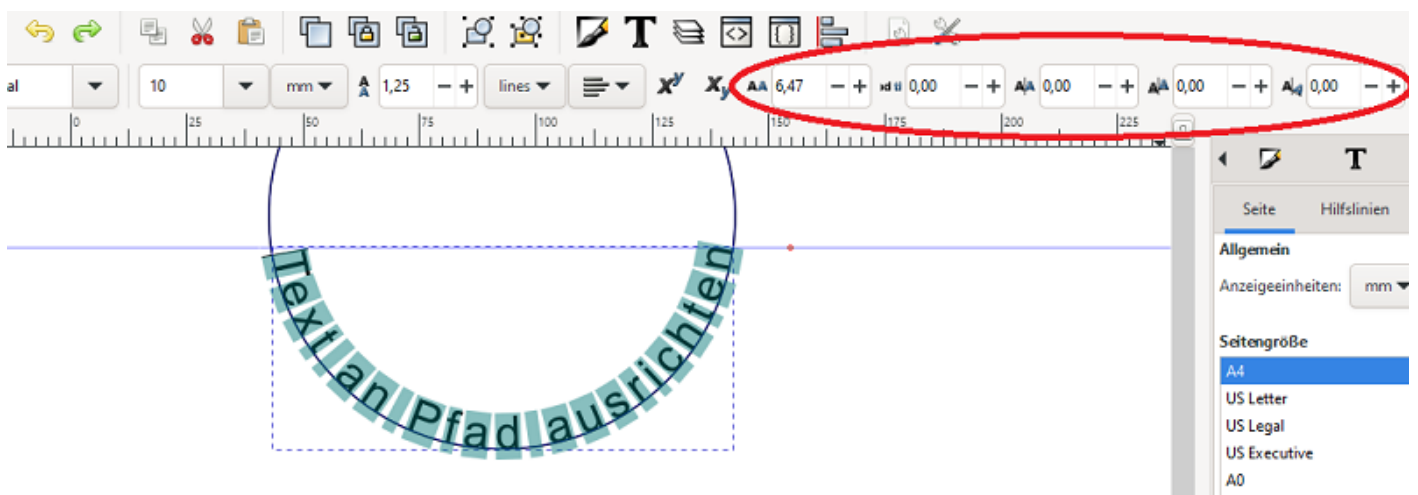 al 10 mm 1,25 lines 6,47 0,00 0,00 0,00 0,00
0 25 50 75 100 125 150 175 200 225
Seite Hilfslinien
Allgemein
Anzeigeeinheiten: mm
Seitengröße
A4
US Letter
US Legal
US Executive
A0
Text an Pfad ausrichten